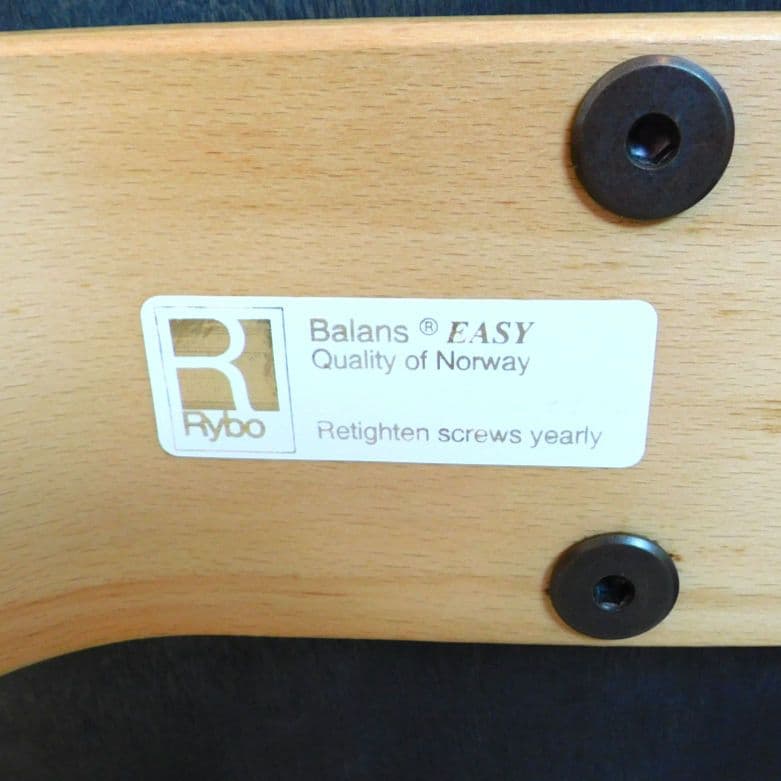 R
Rybo
Balans ® EASY
Quality of Norway
Retighten screws yearly